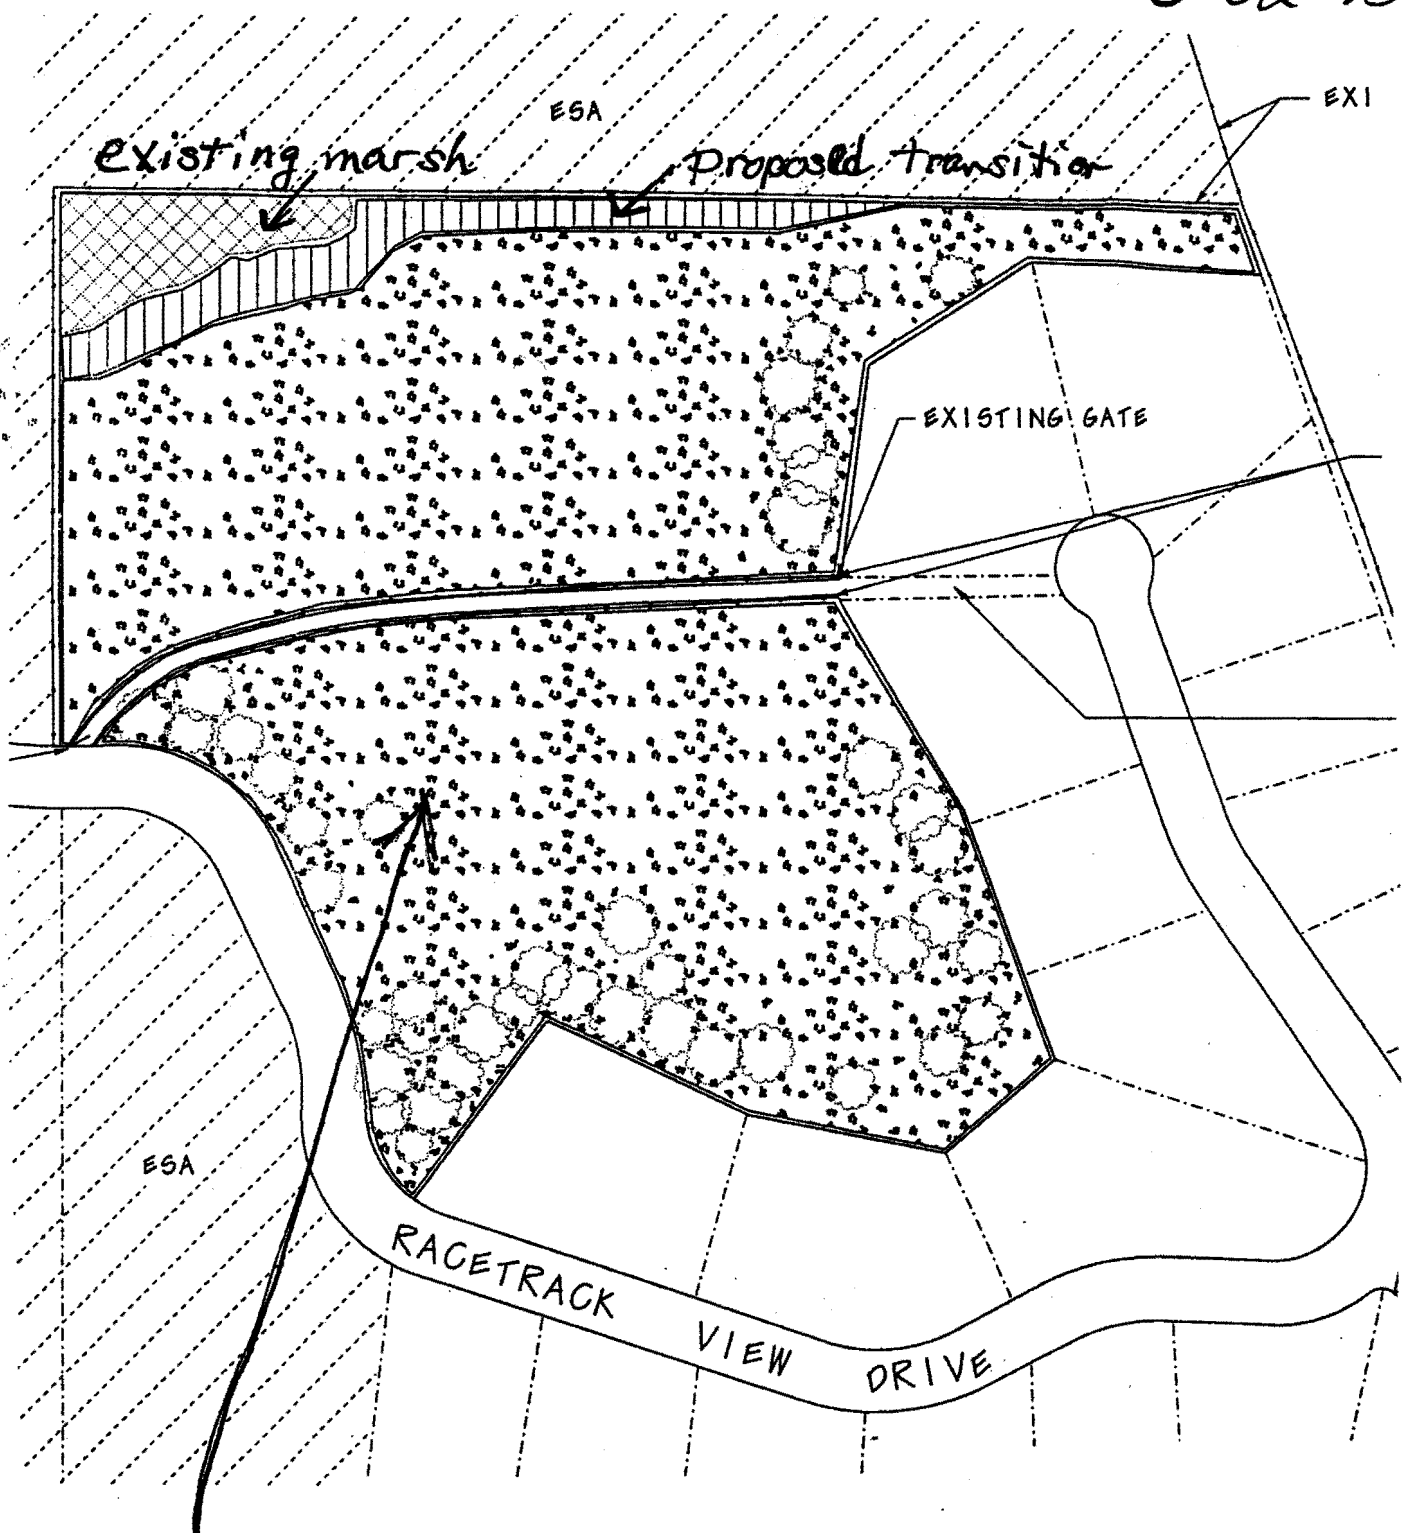 ESA
EXI
existing marsh
proposed transition
EXISTING GATE
ESA
RACETRACK VIEW DRIVE